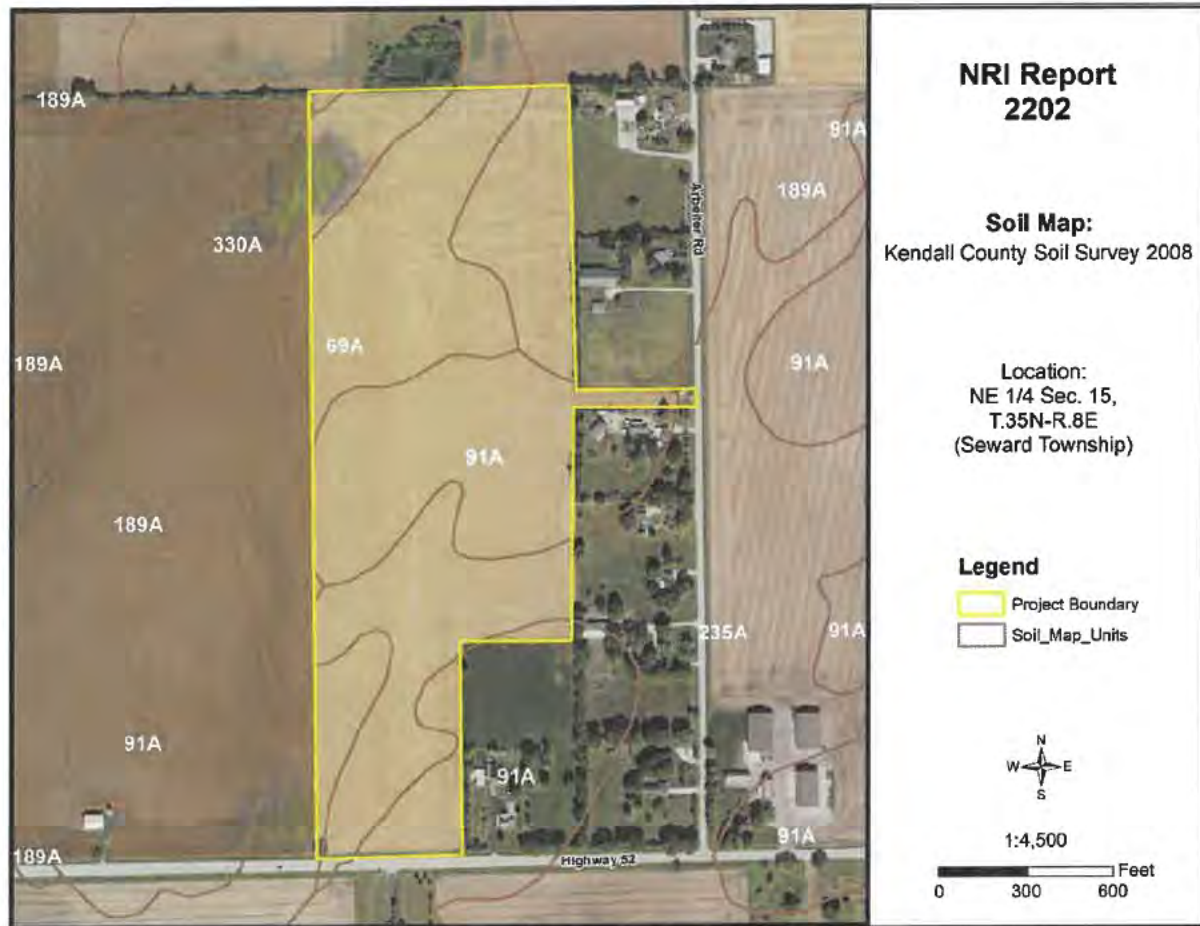 189A
91A
189A
330A
Arbeiter Rd
69A
189A
91A
91A
189A
235A
91A
91A
91A
91A
189A
Highway 52
NRI Report
2202
Soil Map:
Kendall County Soil Survey 2008
Location:
NE 1/4 Sec. 15,
T.35N-R.8E
(Seward Township)
Legend
Project Boundary
Soil_Map_Units
N
W E
S
1:4,500
Feet
0 300 600